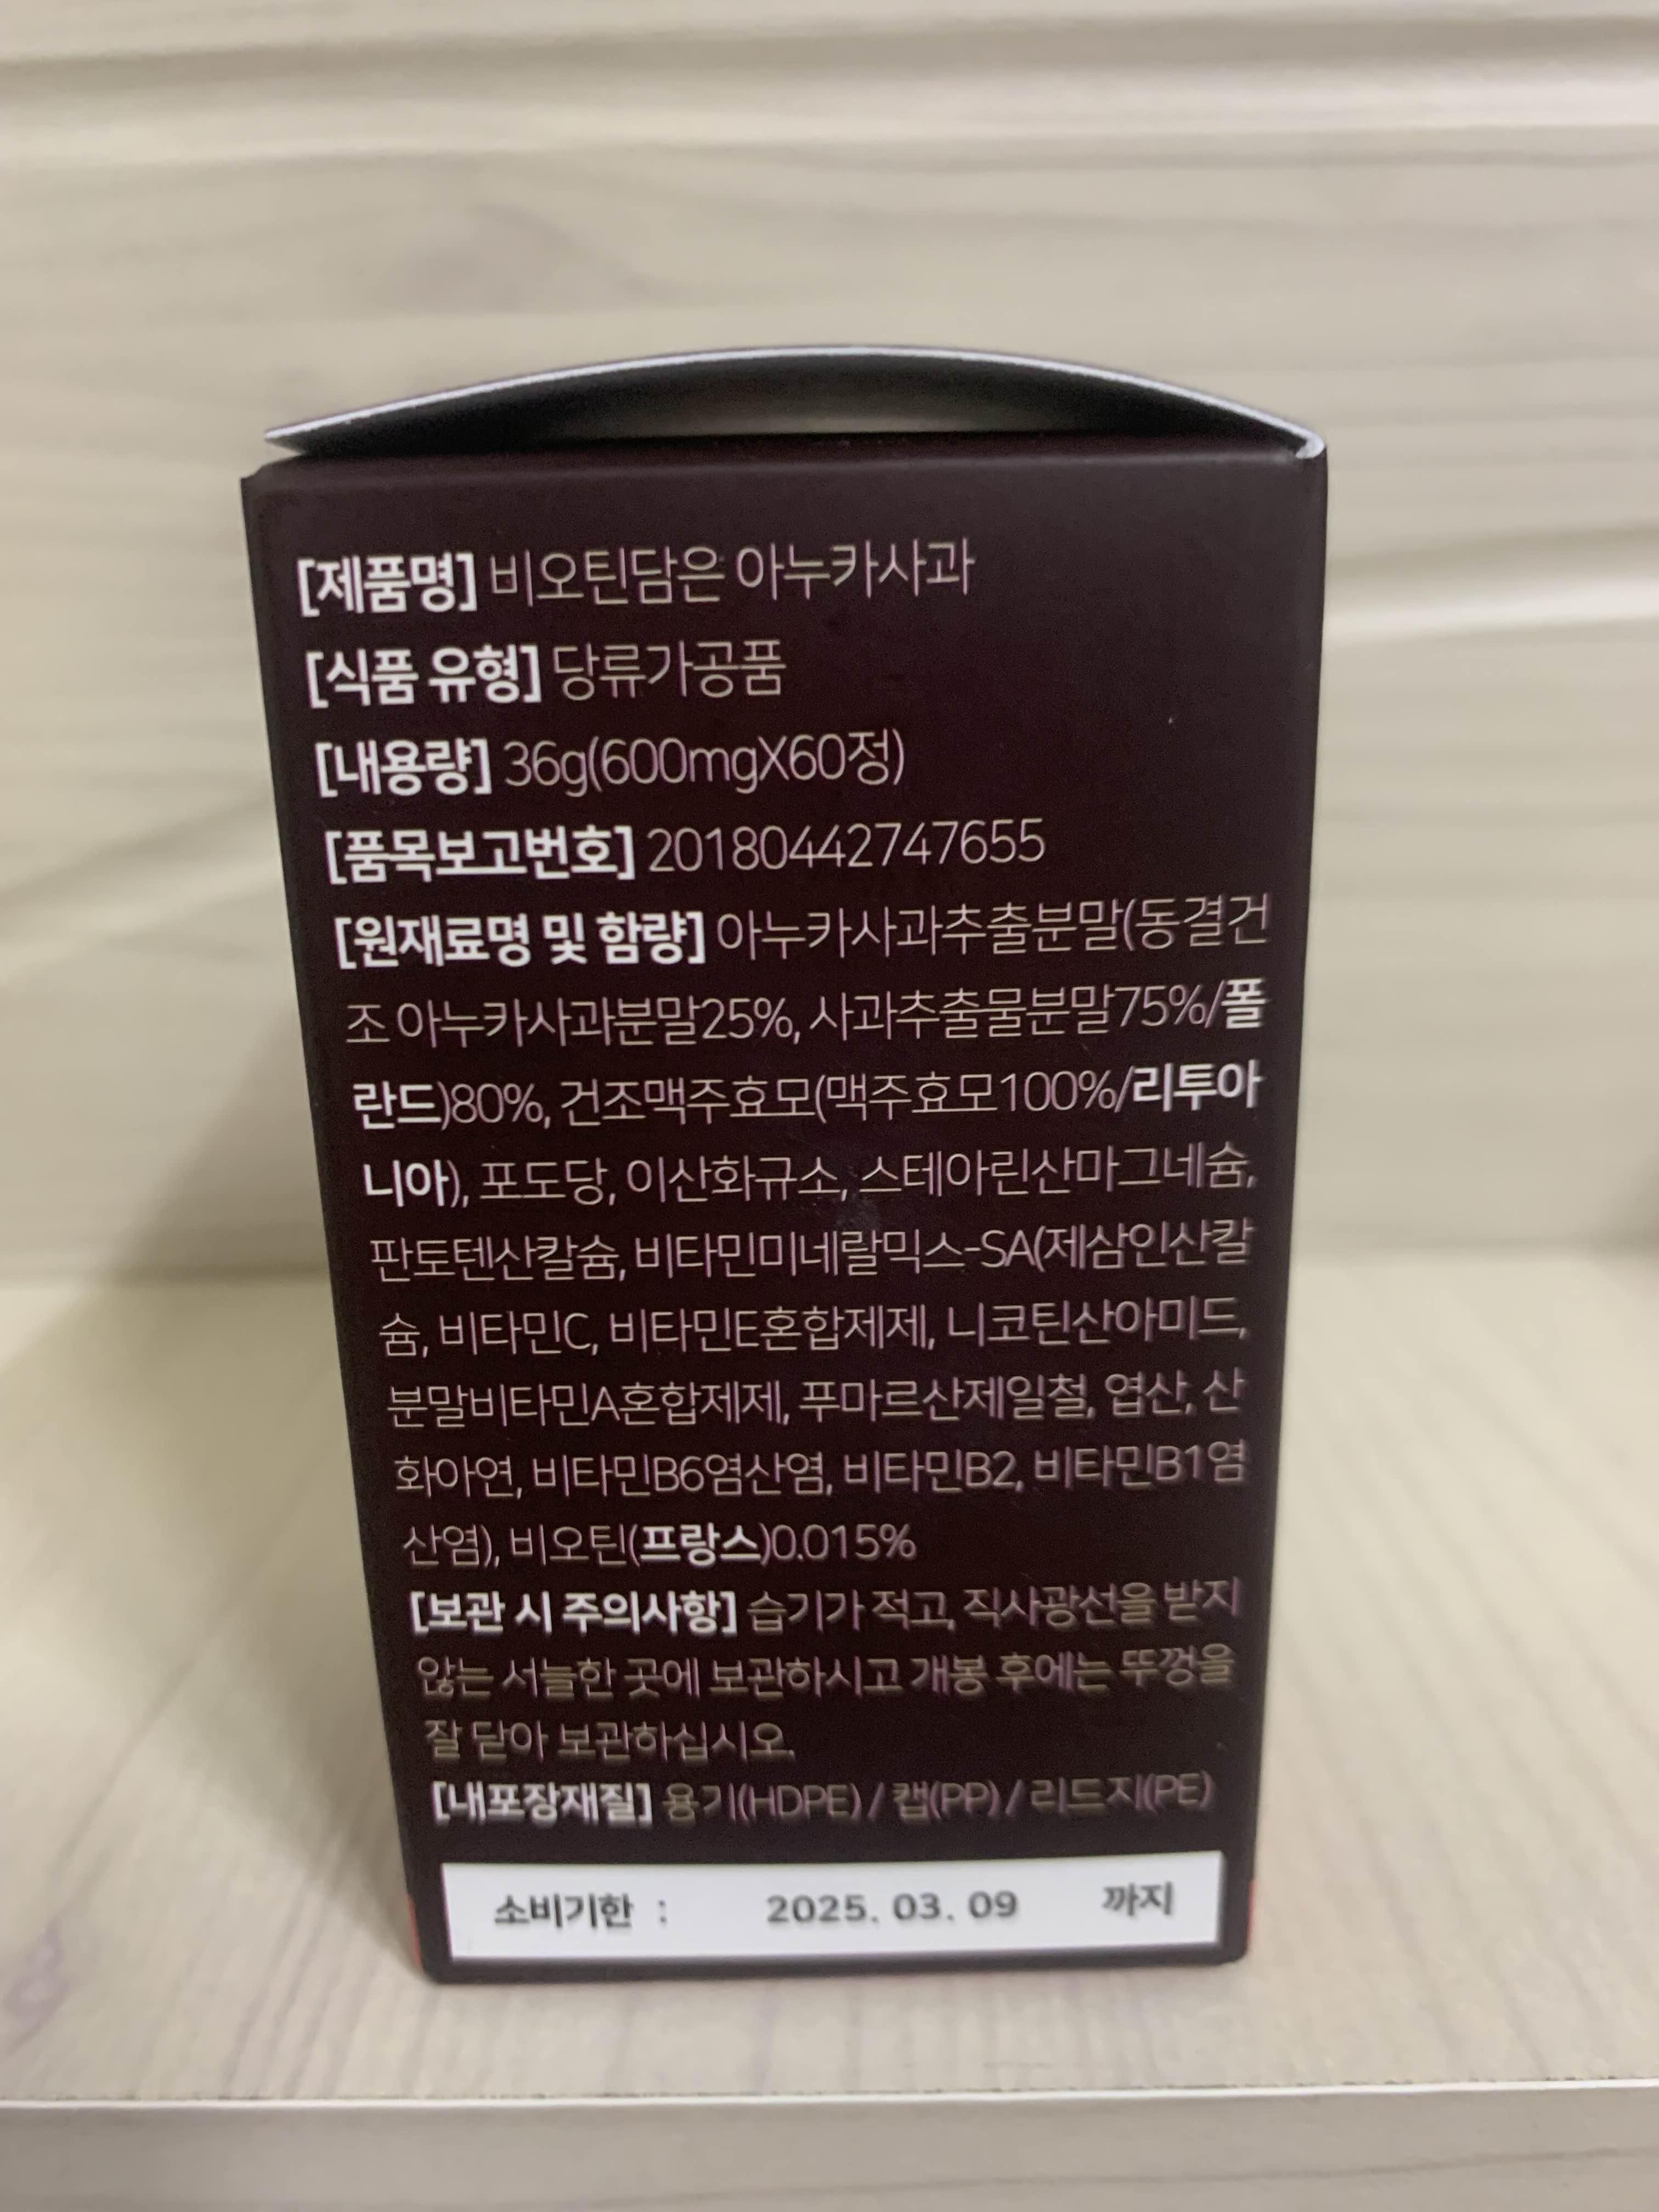 [제품명] 비오틴담은 아누카사과
[식품 유형] 당류가공품
[내용량] 36g(600mgX60정)
[품목보고번호] 20180442747655
[원재료명 및 함량] 아누카사과추출분말(동결건
조 아누카사과분말25%, 사과추출물분말75%/폴
란드)80%, 건조맥주효모(맥주효모100%/리투아
니아), 포도당, 이산화규소, 스테아린산마그네슘,
판토텐산칼슘, 비타민미네랄믹스-SA(제삼인산칼
슘, 비타민C, 비타민E혼합제제, 니코틴산아미드,
분말비타민A혼합제제, 푸마르산제일철, 엽산, 산
화아연, 비타민B6염산염, 비타민B2, 비타민B1염
산염), 비오틴(프랑스)0.015%
[보관 시 주의사항] 습기가 적고, 직사광선을 받지
않는 서늘한 곳에 보관하시고 개봉 후에는 뚜껑을
잘 닫아 보관하십시오.
[내포장재질] 용기(HDPE) / 캡(PP) / 리드지(PE)
소비기한 : 2025. 03. 09 까지